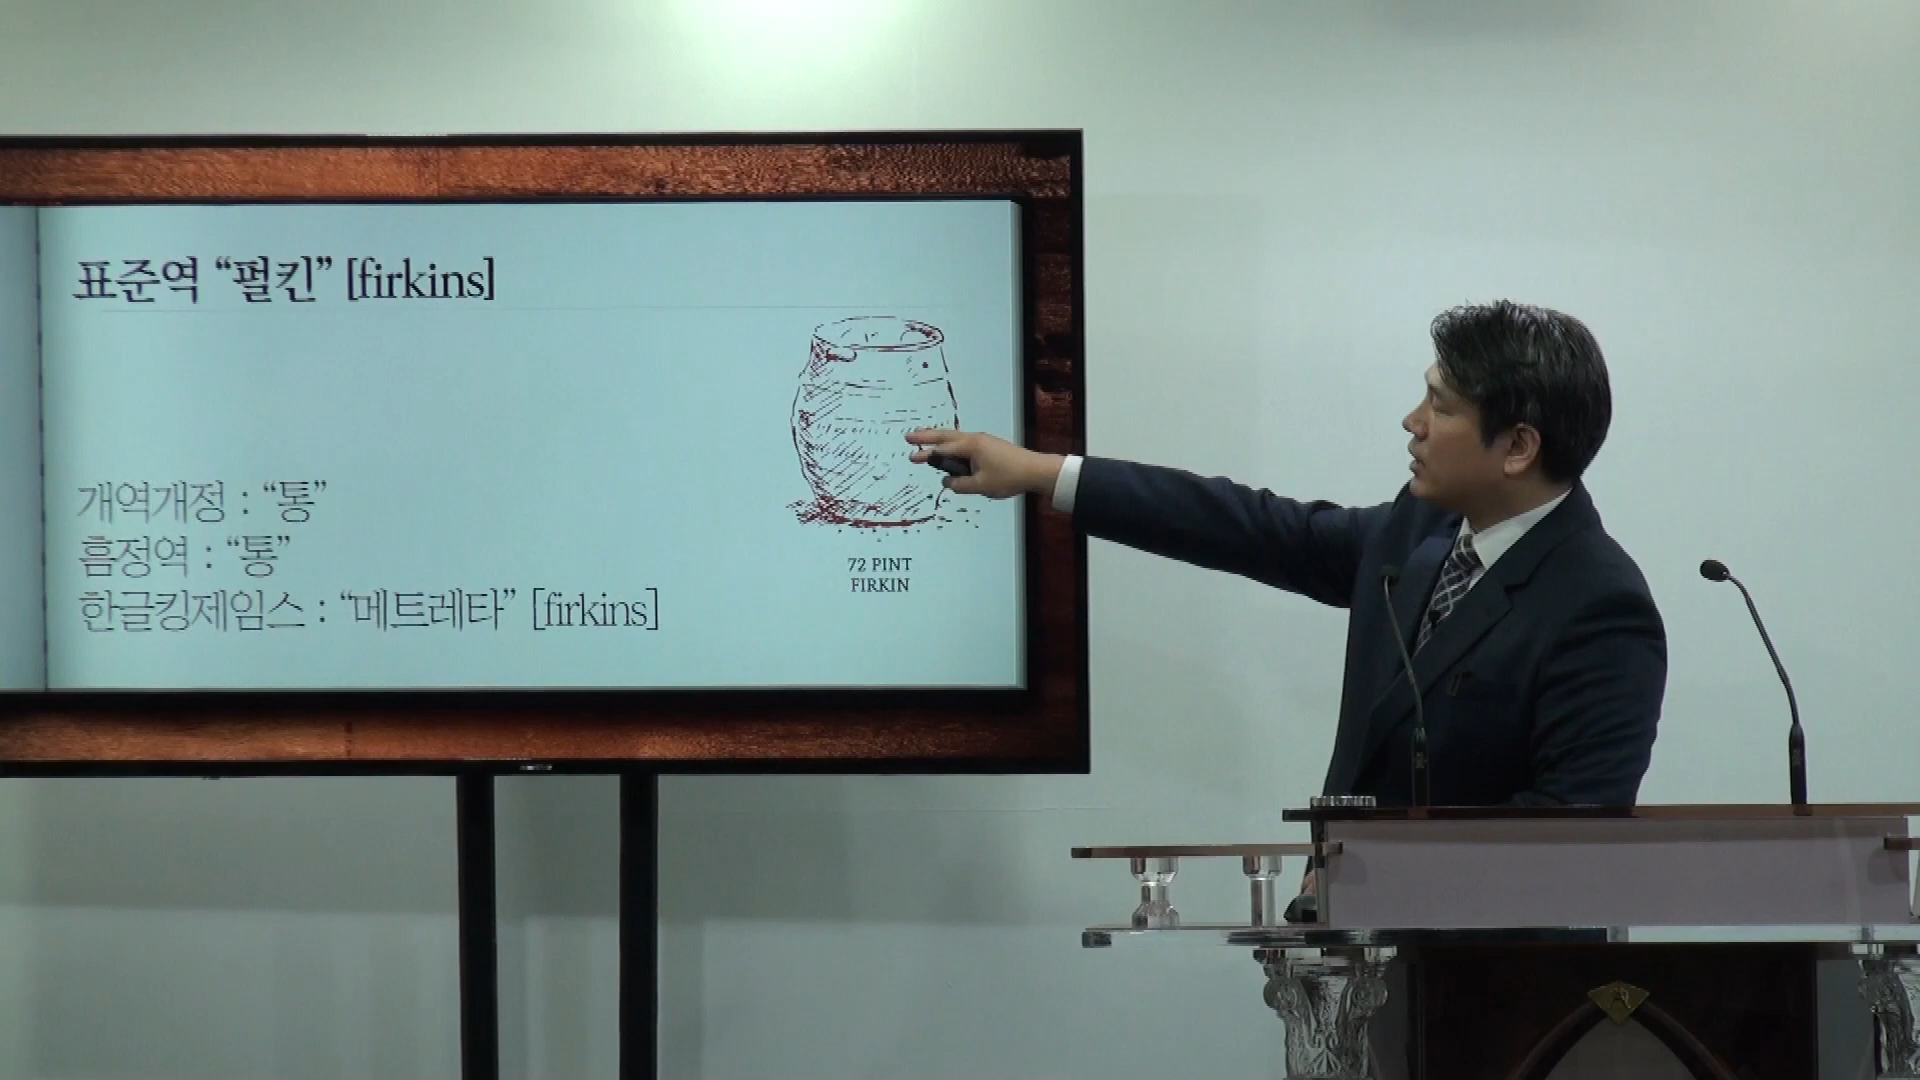 표준역 “펄킨” [firkins]
개역개정 : “통”
흠정역 : “통”
한글킹제임스 : “메트레타” [firkins]
72 PINT
FIRKIN